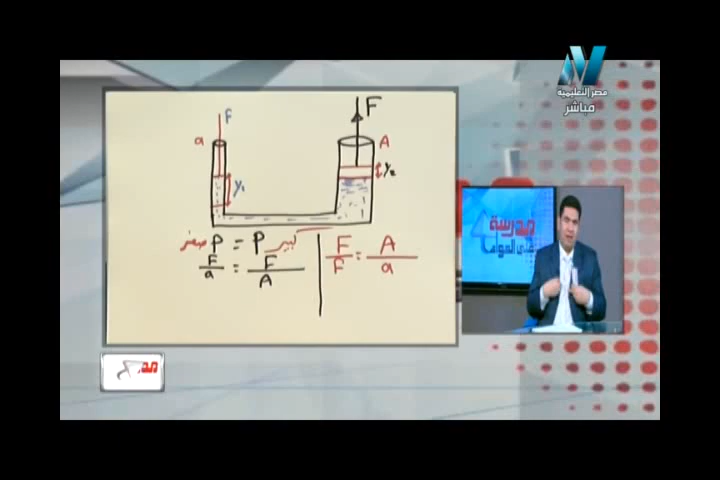 مصر التعليمية
مباشر
F
F
a
A
y₁
y₂
صغير P = P كبير
F/a = F/A
F/F = A/a
مدرسة
على الهواء